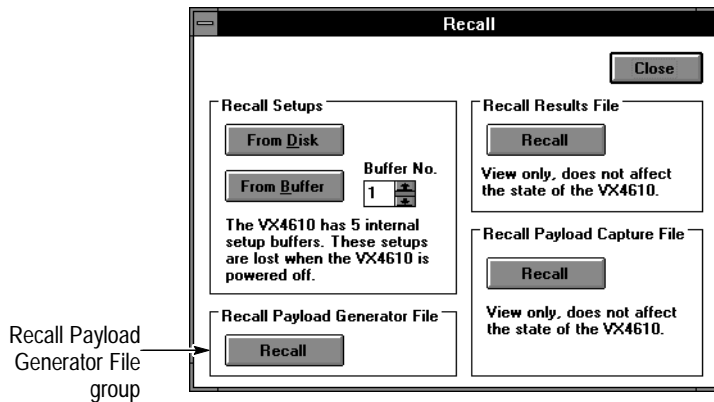 Recall
Close
Recall Setups
From Disk
From Buffer
Buffer No.
1
The VX4610 has 5 internal
setup buffers. These setups
are lost when the VX4610 is
powered off.
Recall Payload Generator File
Recall
Recall Results File
Recall
View only, does not affect
the state of the VX4610.
Recall Payload Capture File
Recall
View only, does not affect
the state of the VX4610.
Recall Payload
Generator File
group